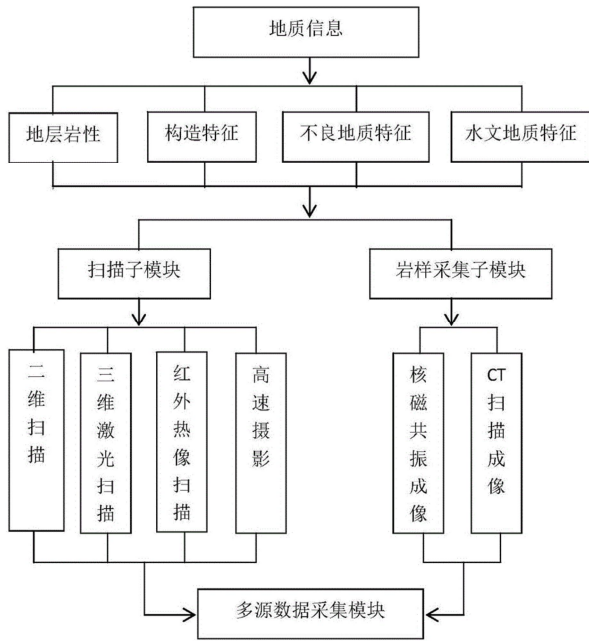 地质信息
地层岩性
构造特征
不良地质特征
水文地质特征
扫描子模块
岩样采集子模块
二维扫描
三维激光扫描
红外热像扫描
高速摄影
核磁共振成像
CT扫描成像
多源数据采集模块